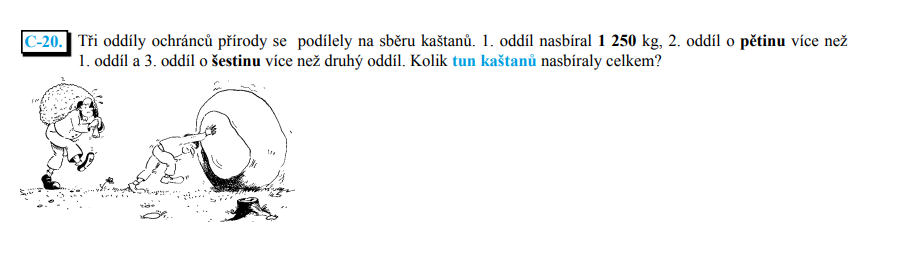 C-20. Tři oddíly ochránců přírody se podílely na sběru kaštanů. 1. oddíl nasbíral 1 250 kg, 2. oddíl o pětinu více než
1. oddíl a 3. oddíl o šestinu více než druhý oddíl. Kolik tun kaštanů nasbíraly celkem?